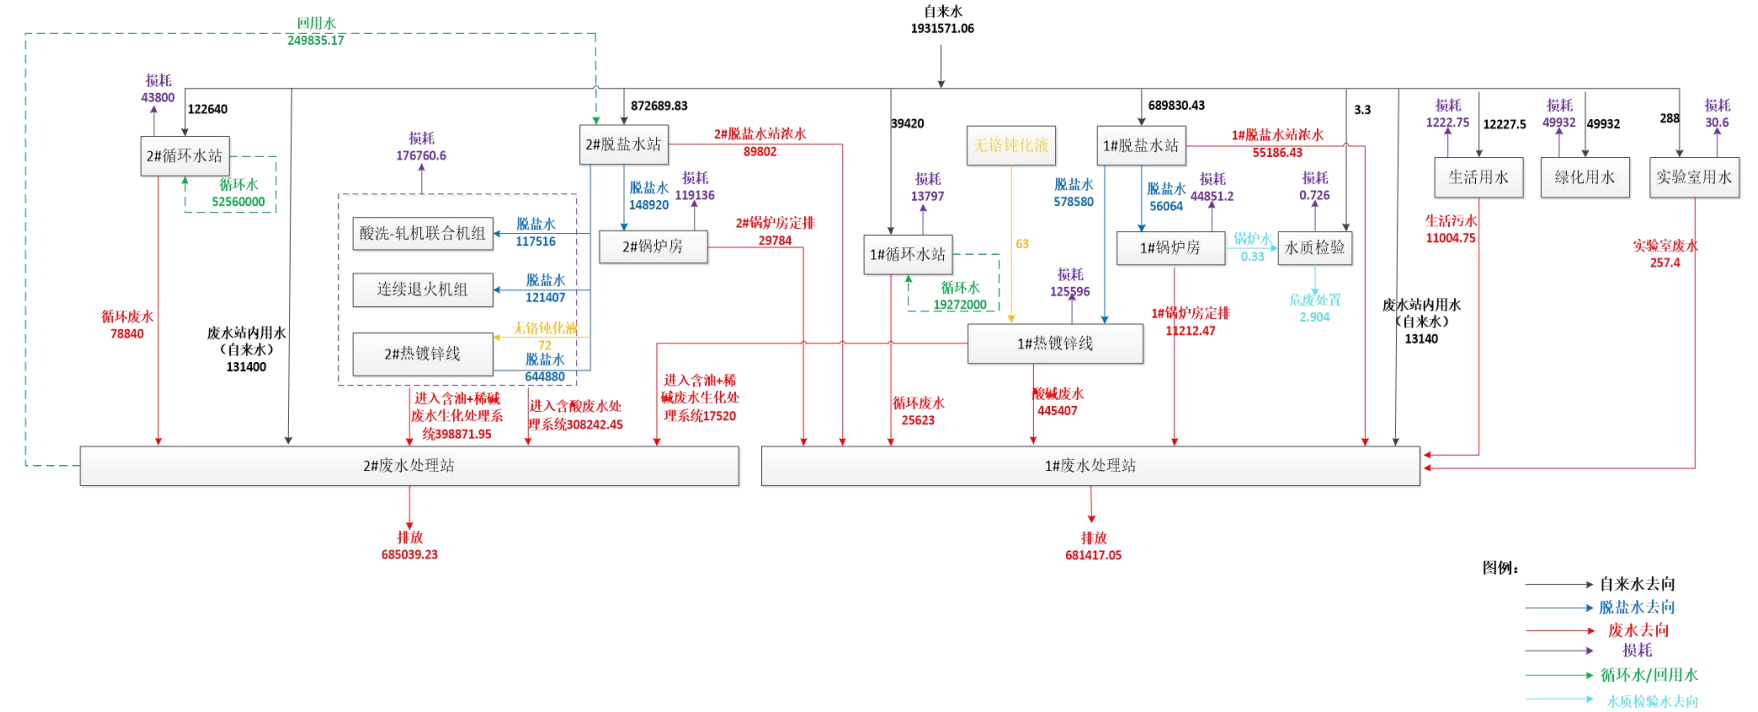 自来水
1931571.06
回用水
249835.17
损耗
43800
122640
2#循环水站
循环水
52560000
循环废水
78840
废水站内用水
（自来水）
131400
损耗
176760.6
酸洗-轧机联合机组
连续退火机组
2#热镀锌线
脱盐水
117516
脱盐水
121407
无铬钝化液
72
脱盐水
644880
872689.83
2#脱盐水站
2#脱盐水站浓水
89802
脱盐水
148920
损耗
119136
2#锅炉房
2#锅炉房定排
29784
进入含油+稀碱
废水生化处理系
统398871.95
进入含酸废水处
理系统308242.45
进入含油+稀
碱废水生化处
理系统17520
39420
损耗
13797
1#循环水站
循环水
19272000
循环废水
25623
无铬钝化液
63
689830.43
1#脱盐水站
1#脱盐水站浓水
55186.43
脱盐水
578580
脱盐水
56064
损耗
44851.2
1#锅炉房
锅炉水
0.33
1#锅炉房定排
11212.47
损耗
125596
1#热镀锌线
酸碱废水
445407
3.3
损耗
0.726
水质检验
危废处置
2.904
废水站内用水
（自来水）
13140
损耗
1222.75
12227.5
生活用水
生活污水
11004.75
损耗
49932
49932
绿化用水
288
损耗
30.6
实验室用水
实验室废水
257.4
2#废水处理站
1#废水处理站
排放
685039.23
排放
681417.05
图例：
自来水去向
脱盐水去向
废水去向
损耗
循环水/回用水
水质检验水去向